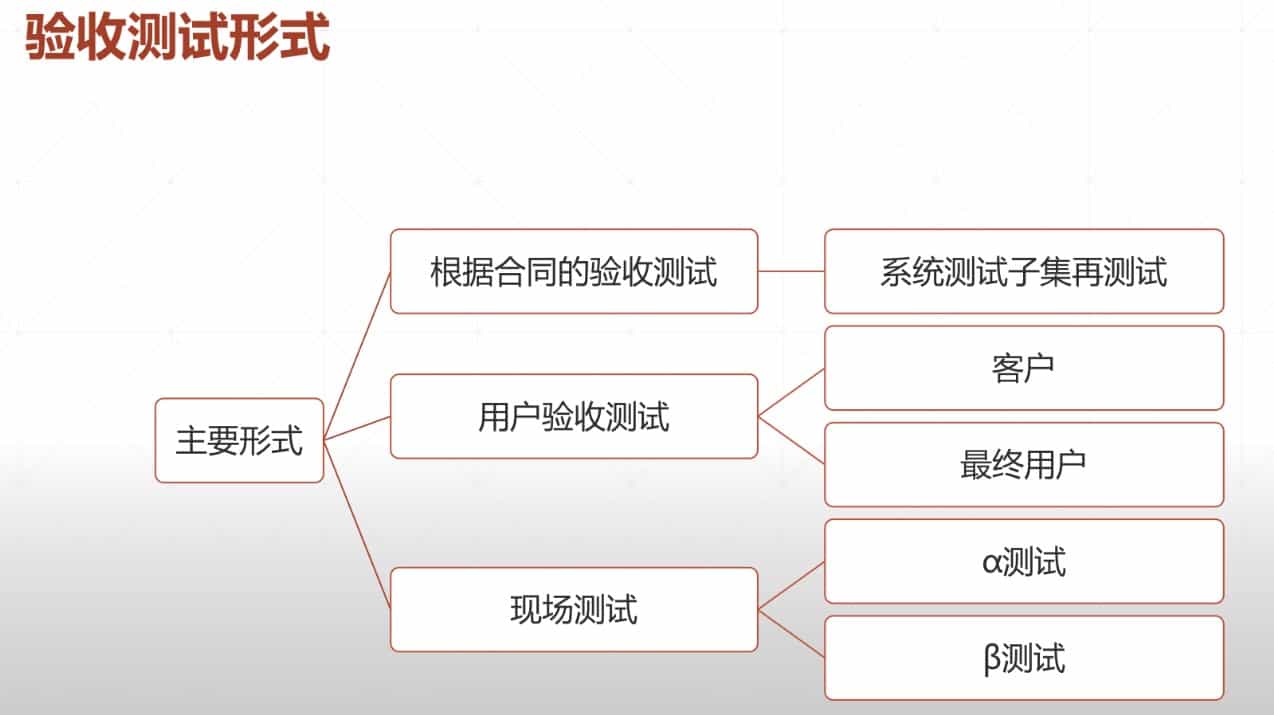 验收测试形式
主要形式
根据合同的验收测试
系统测试子集再测试
用户验收测试
客户
最终用户
现场测试
α测试
β测试